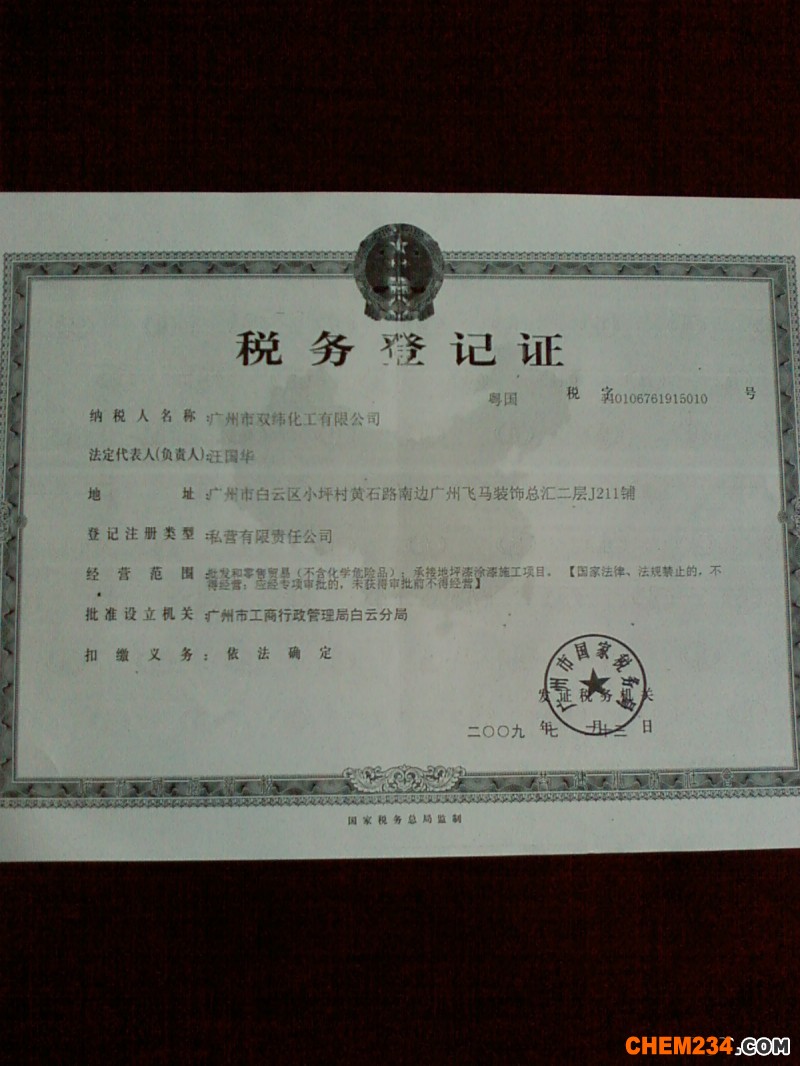 税务登记证
粤国 税 字 440106761915010 号
纳税人名称：广州市双纬化工有限公司
法定代表人(负责人)：汪国华
地 址：广州市白云区小坪村黄石路南边广州飞马装饰总汇二层J211铺
登记注册类型：私营有限责任公司
经营范围：批发和零售贸易（不含化学危险品）；承接地坪漆涂漆施工项目。【国家法律、法规禁止的，不
得经营；应经专项审批的，未获得审批前不得经营】
批准设立机关：广州市工商行政管理局白云分局
扣缴义务：依法确定
广州市国家税务局
发证税务机关
二〇〇九 年 七 月 十三 日
国家税务总局监制
CHEM234.COM